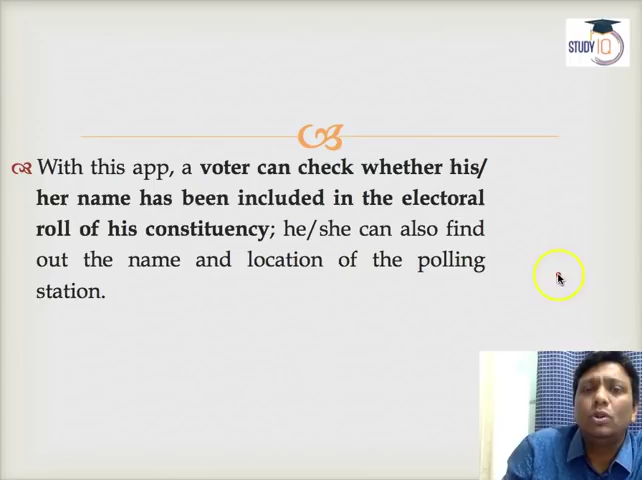 STUDY IQ
With this app, a voter can check whether his/
her name has been included in the electoral
roll of his constituency; he/she can also find
out the name and location of the polling
station.